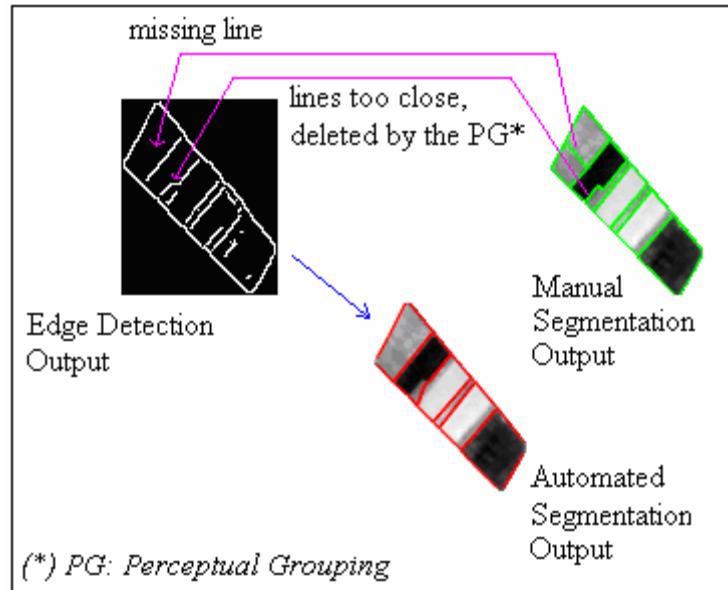 missing line
lines too close,
deleted by the PG*
Edge Detection
Output
Manual
Segmentation
Output
Automated
Segmentation
Output
(*) PG: Perceptual Grouping